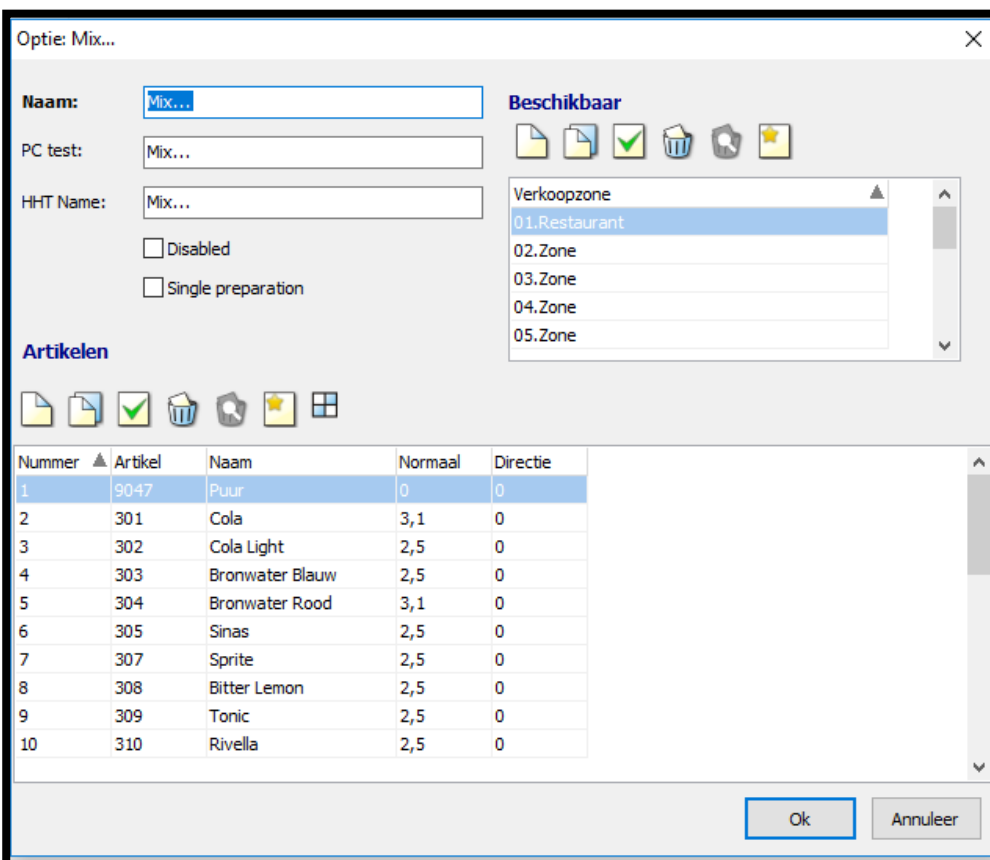 Optie: Mix...
Naam: Mix...
PC test: Mix...
HHT Name: Mix...
Disabled
Single preparation
Beschikbaar
Verkoopzone
01.Restaurant
02.Zone
03.Zone
04.Zone
05.Zone
Artikelen
Nummer Artikel Naam Normaal Directie
1 9047 Puur 0 0
2 301 Cola 3,1 0
3 302 Cola Light 2,5 0
4 303 Bronwater Blauw 2,5 0
5 304 Bronwater Rood 3,1 0
6 305 Sinas 2,5 0
7 307 Sprite 2,5 0
8 308 Bitter Lemon 2,5 0
9 309 Tonic 2,5 0
10 310 Rivella 2,5 0
Ok Annuleer